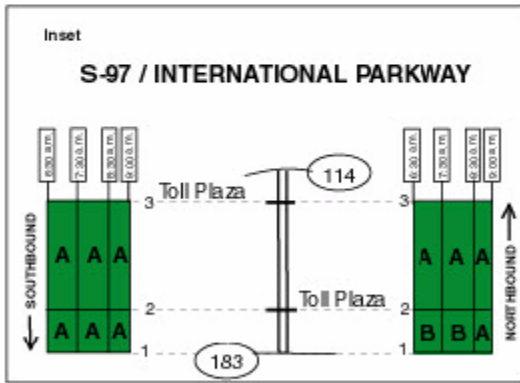 Inset
S-97 / INTERNATIONAL PARKWAY
6:30 a.m. 7:30 a.m. 8:30 a.m. 9:00 a.m.
6:30 a.m. 7:30 a.m. 8:30 a.m. 9:00 a.m.
114
3 Toll Plaza 3
SOUTHBOUND
A A A
A A A
NORTHBOUND
2 Toll Plaza 2
A A A
B B A
1 183 1